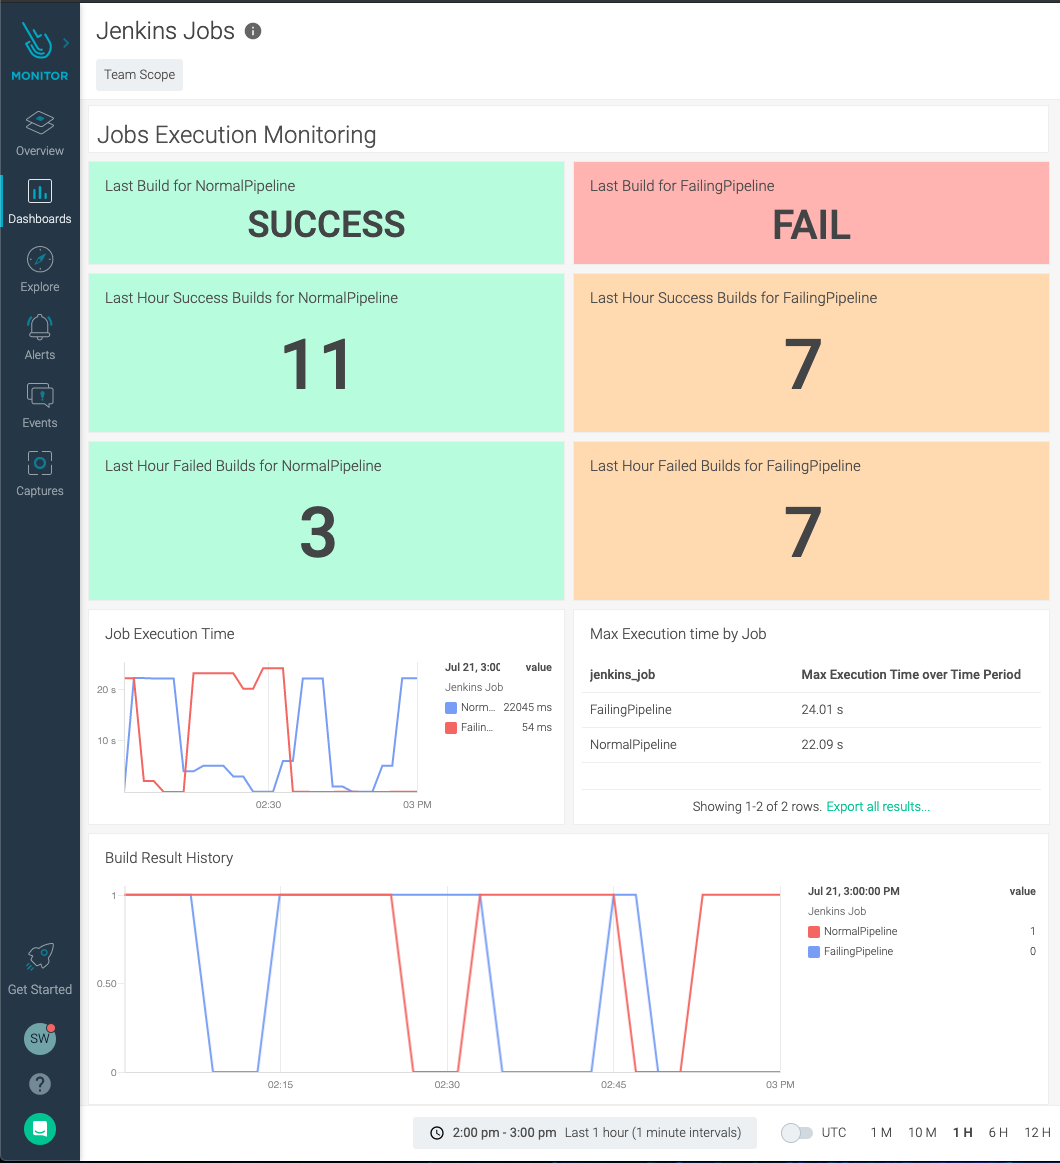 MONITOR
Overview
Dashboards
Explore
Alerts
Events
Captures
Get Started
SW
?
Jenkins Jobs
Team Scope
Jobs Execution Monitoring
Last Build for NormalPipeline
SUCCESS
Last Build for FailingPipeline
FAIL
Last Hour Success Builds for NormalPipeline
11
Last Hour Success Builds for FailingPipeline
7
Last Hour Failed Builds for NormalPipeline
3
Last Hour Failed Builds for FailingPipeline
7
Job Execution Time
20 s
10 s
02:30
03 PM
Jul 21, 3:00 value
Jenkins Job
Norm... 22045 ms
Failin... 54 ms
Max Execution time by Job
jenkins_job Max Execution Time over Time Period
FailingPipeline 24.01 s
NormalPipeline 22.09 s
Showing 1-2 of 2 rows. Export all results...
Build Result History
1
0.50
0
02:15 02:30 02:45 03 PM
Jul 21, 3:00:00 PM value
Jenkins Job
NormalPipeline 1
FailingPipeline 0
2:00 pm - 3:00 pm Last 1 hour (1 minute intervals)
UTC 1 M 10 M 1 H 6 H 12 H